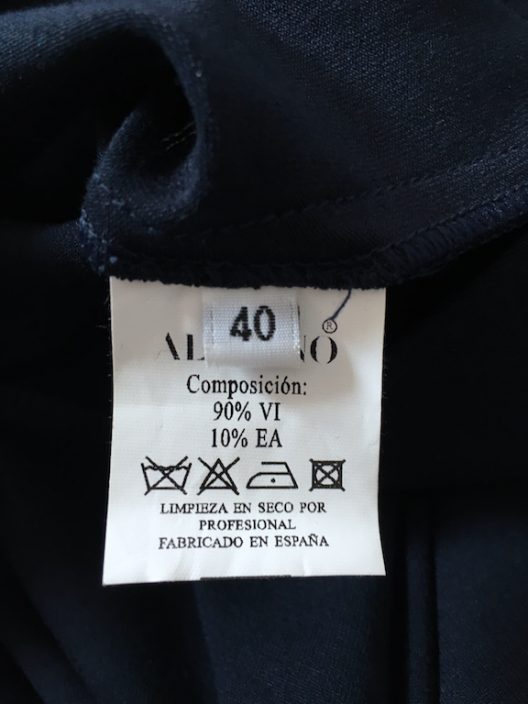 40
®
Composición:
90% VI
10% EA
LIMPIEZA EN SECO POR
PROFESIONAL
FABRICADO EN ESPAÑA